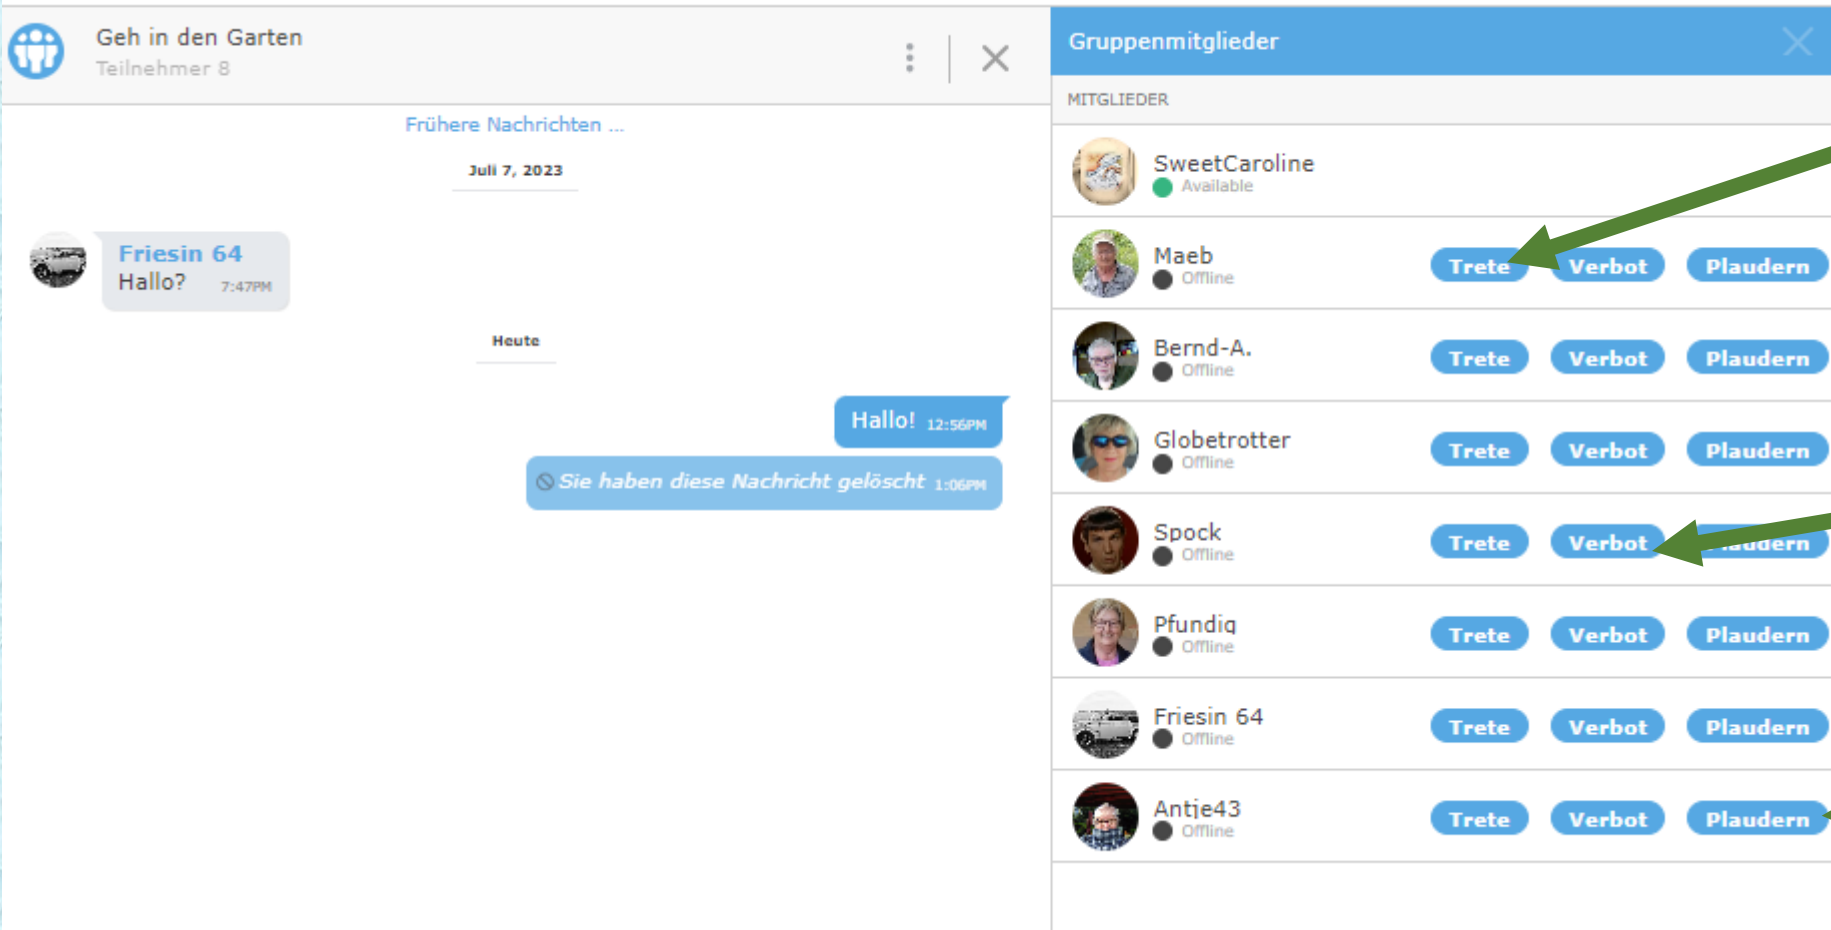 Geh in den Garten
Teilnehmer 8
Frühere Nachrichten ...
Juli 7, 2023
Friesin 64
Hallo? 7:47PM
Heute
Hallo! 12:56PM
Sie haben diese Nachricht gelöscht 1:06PM
Gruppenmitglieder
MITGLIEDER
SweetCaroline
Available
Maeb
Offline
Trete Verbot Plaudern
Bernd-A.
Offline
Trete Verbot Plaudern
Globetrotter
Offline
Trete Verbot Plaudern
Spock
Offline
Trete Verbot Plaudern
Pfundig
Offline
Trete Verbot Plaudern
Friesin 64
Offline
Trete Verbot Plaudern
Antje43
Offline
Trete Verbot Plaudern